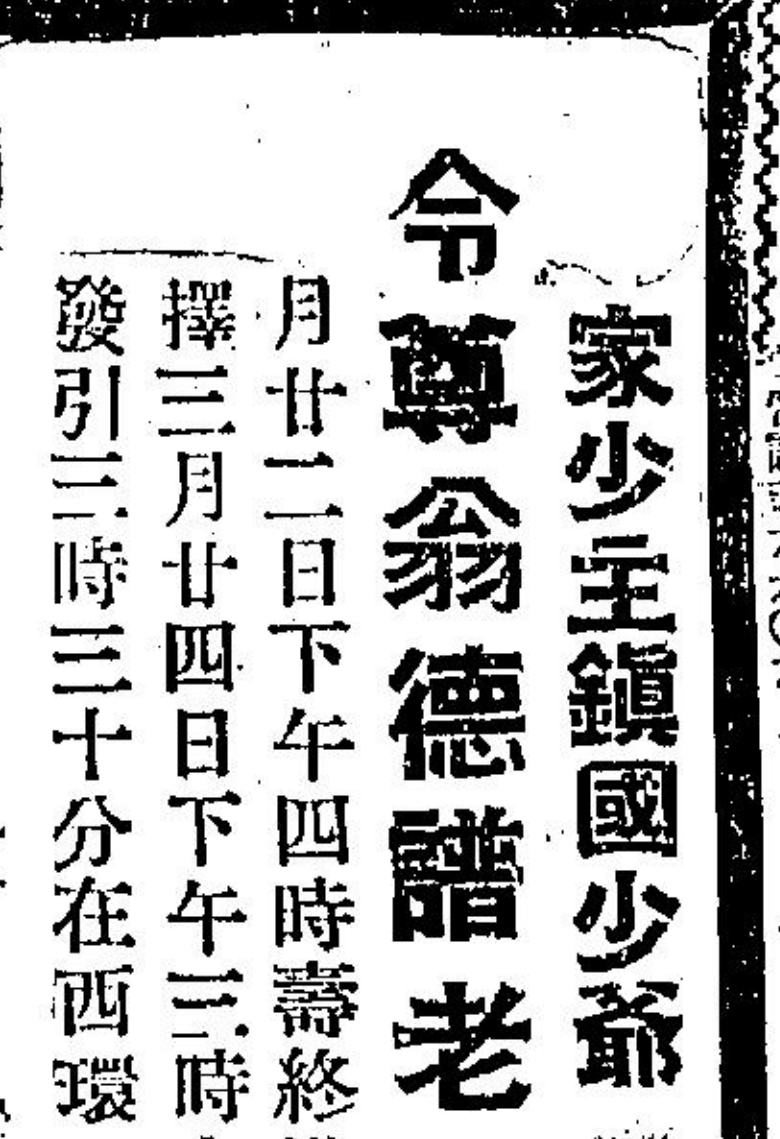 家少主鎮國少爺
令尊翁德譜老
月廿二日下午四時壽終
擇三月廿四日下午三時
發引三時三十分在西環